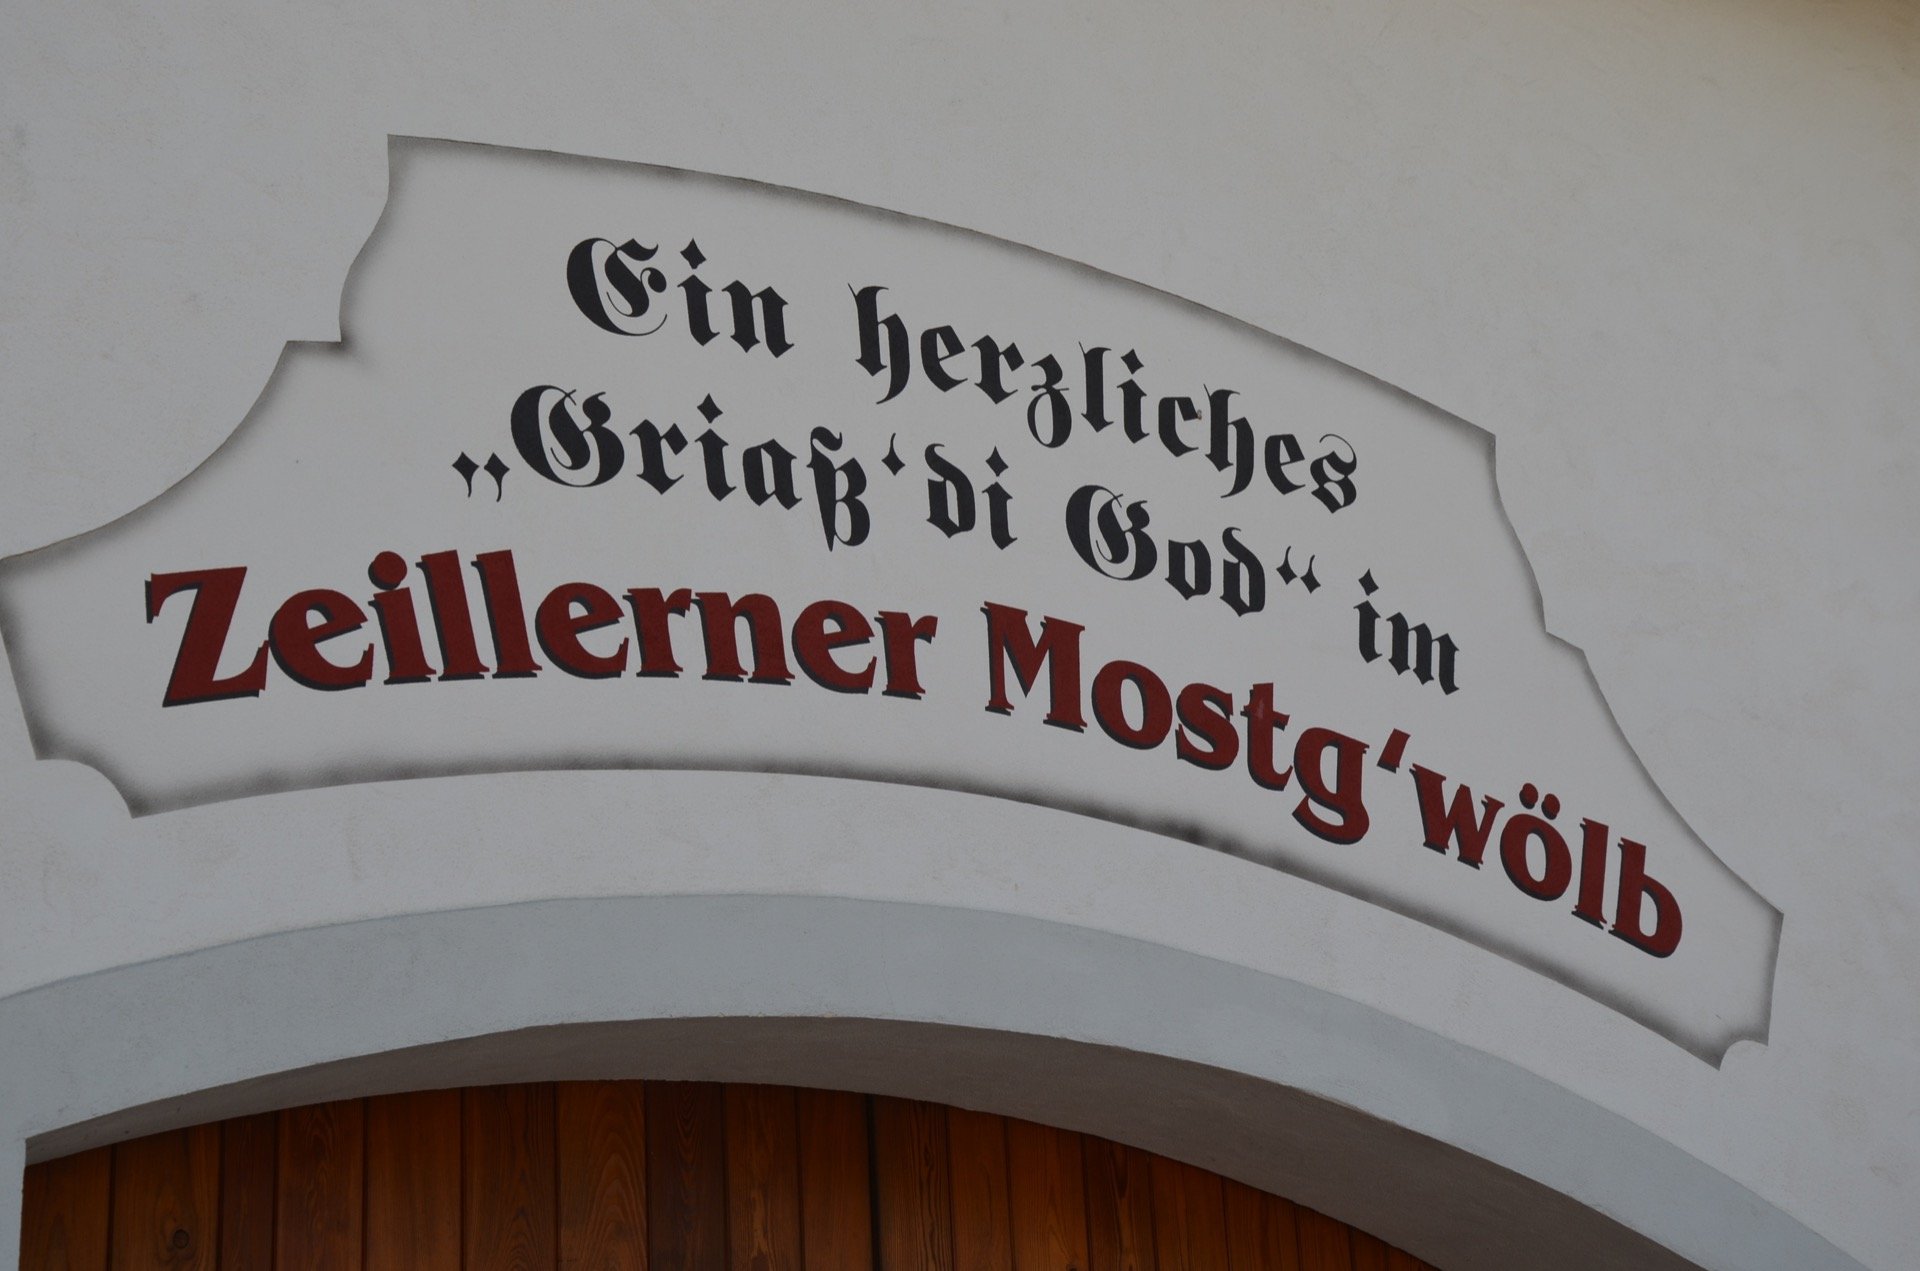 Ein herzliches
„Griaß‘di God“ im
Zeillerner Mostg‘wölb